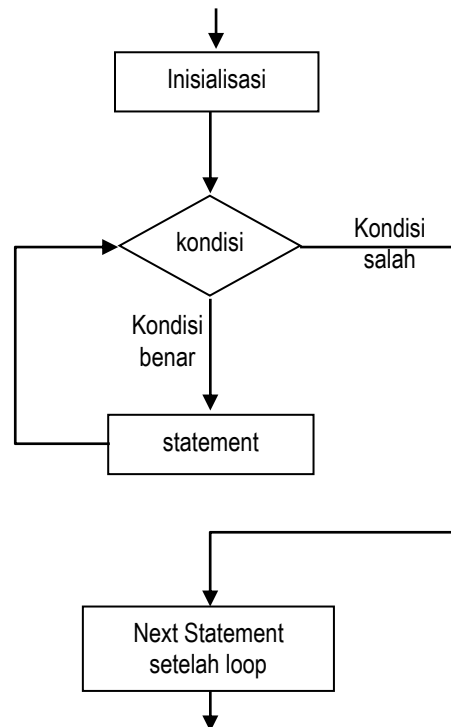 Inisialisasi
kondisi
Kondisi
salah
Kondisi
benar
statement
Next Statement
setelah loop